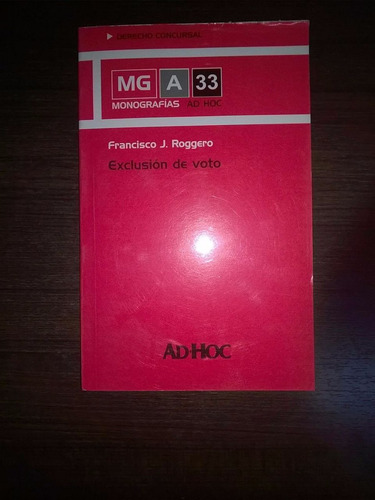 DERECHO CONCURSAL
MG A 33
MONOGRAFÍAS AD HOC
Francisco J. Roggero
Exclusión de voto
AD-HOC